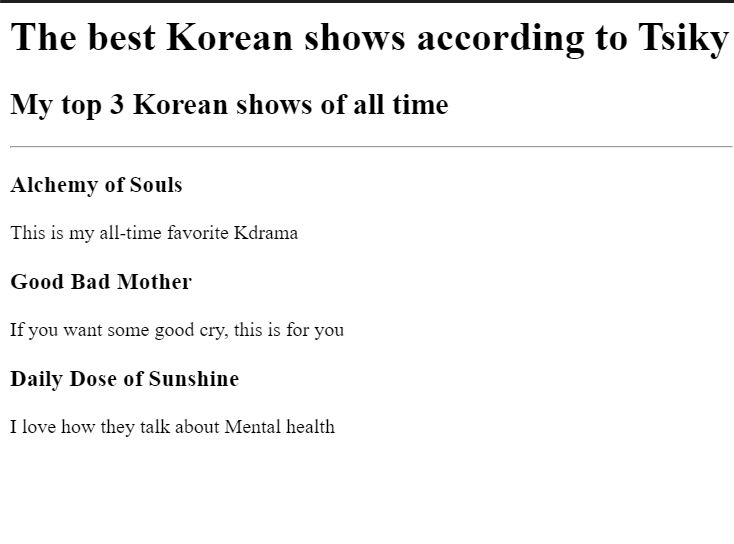 The best Korean shows according to Tsiky
My top 3 Korean shows of all time
Alchemy of Souls
This is my all-time favorite Kdrama
Good Bad Mother
If you want some good cry, this is for you
Daily Dose of Sunshine
I love how they talk about Mental health